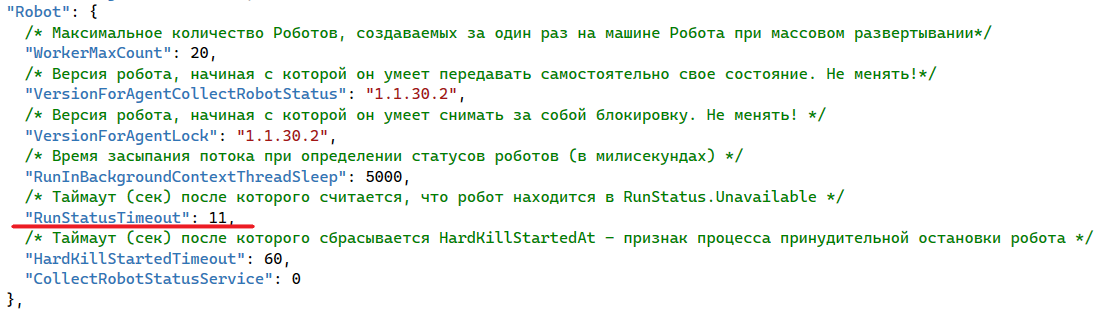 "Robot": {
/* Максимальное количество Роботов, создаваемых за один раз на машине Робота при массовом развертывании*/
"WorkerMaxCount": 20,
/* Версия робота, начиная с которой он умеет передавать самостоятельно свое состояние. Не менять!*/
"VersionForAgentCollectRobotStatus": "1.1.30.2",
/* Версия робота, начиная с которой он умеет снимать за собой блокировку. Не менять! */
"VersionForAgentLock": "1.1.30.2",
/* Время засыпания потока при определении статусов роботов (в милисекундах) */
"RunInBackgroundContextThreadSleep": 5000,
/* Таймаут (сек) после которого считается, что робот находится в RunStatus.Unavailable */
"RunStatusTimeout": 11,
/* Таймаут (сек) после которого сбрасывается HardKillStartedAt – признак процесса принудительной остановки робота */
"HardKillStartedTimeout": 60,
"CollectRobotStatusService": 0
},